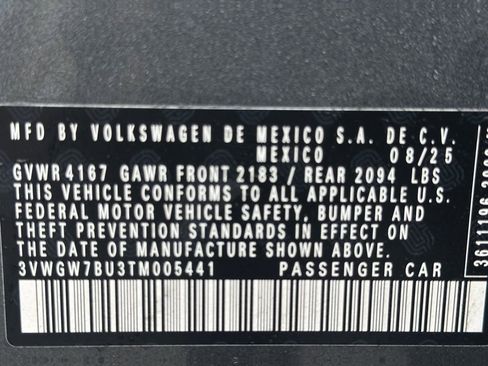 MFD BY VOLKSWAGEN DE MEXICO S.A. DE C.V.
MEXICO 08/25
GVWR 4167 GAWR FRONT 2183 / REAR 2094 LBS
THIS VEHICLE CONFORMS TO ALL APPLICABLE U.S.
FEDERAL MOTOR VEHICLE SAFETY, BUMPER AND
THEFT PREVENTION STANDARDS IN EFFECT ON
THE DATE OF MANUFACTURE SHOWN ABOVE.
3VWGW7BU3TM005441 PASSENGER CAR
3611196